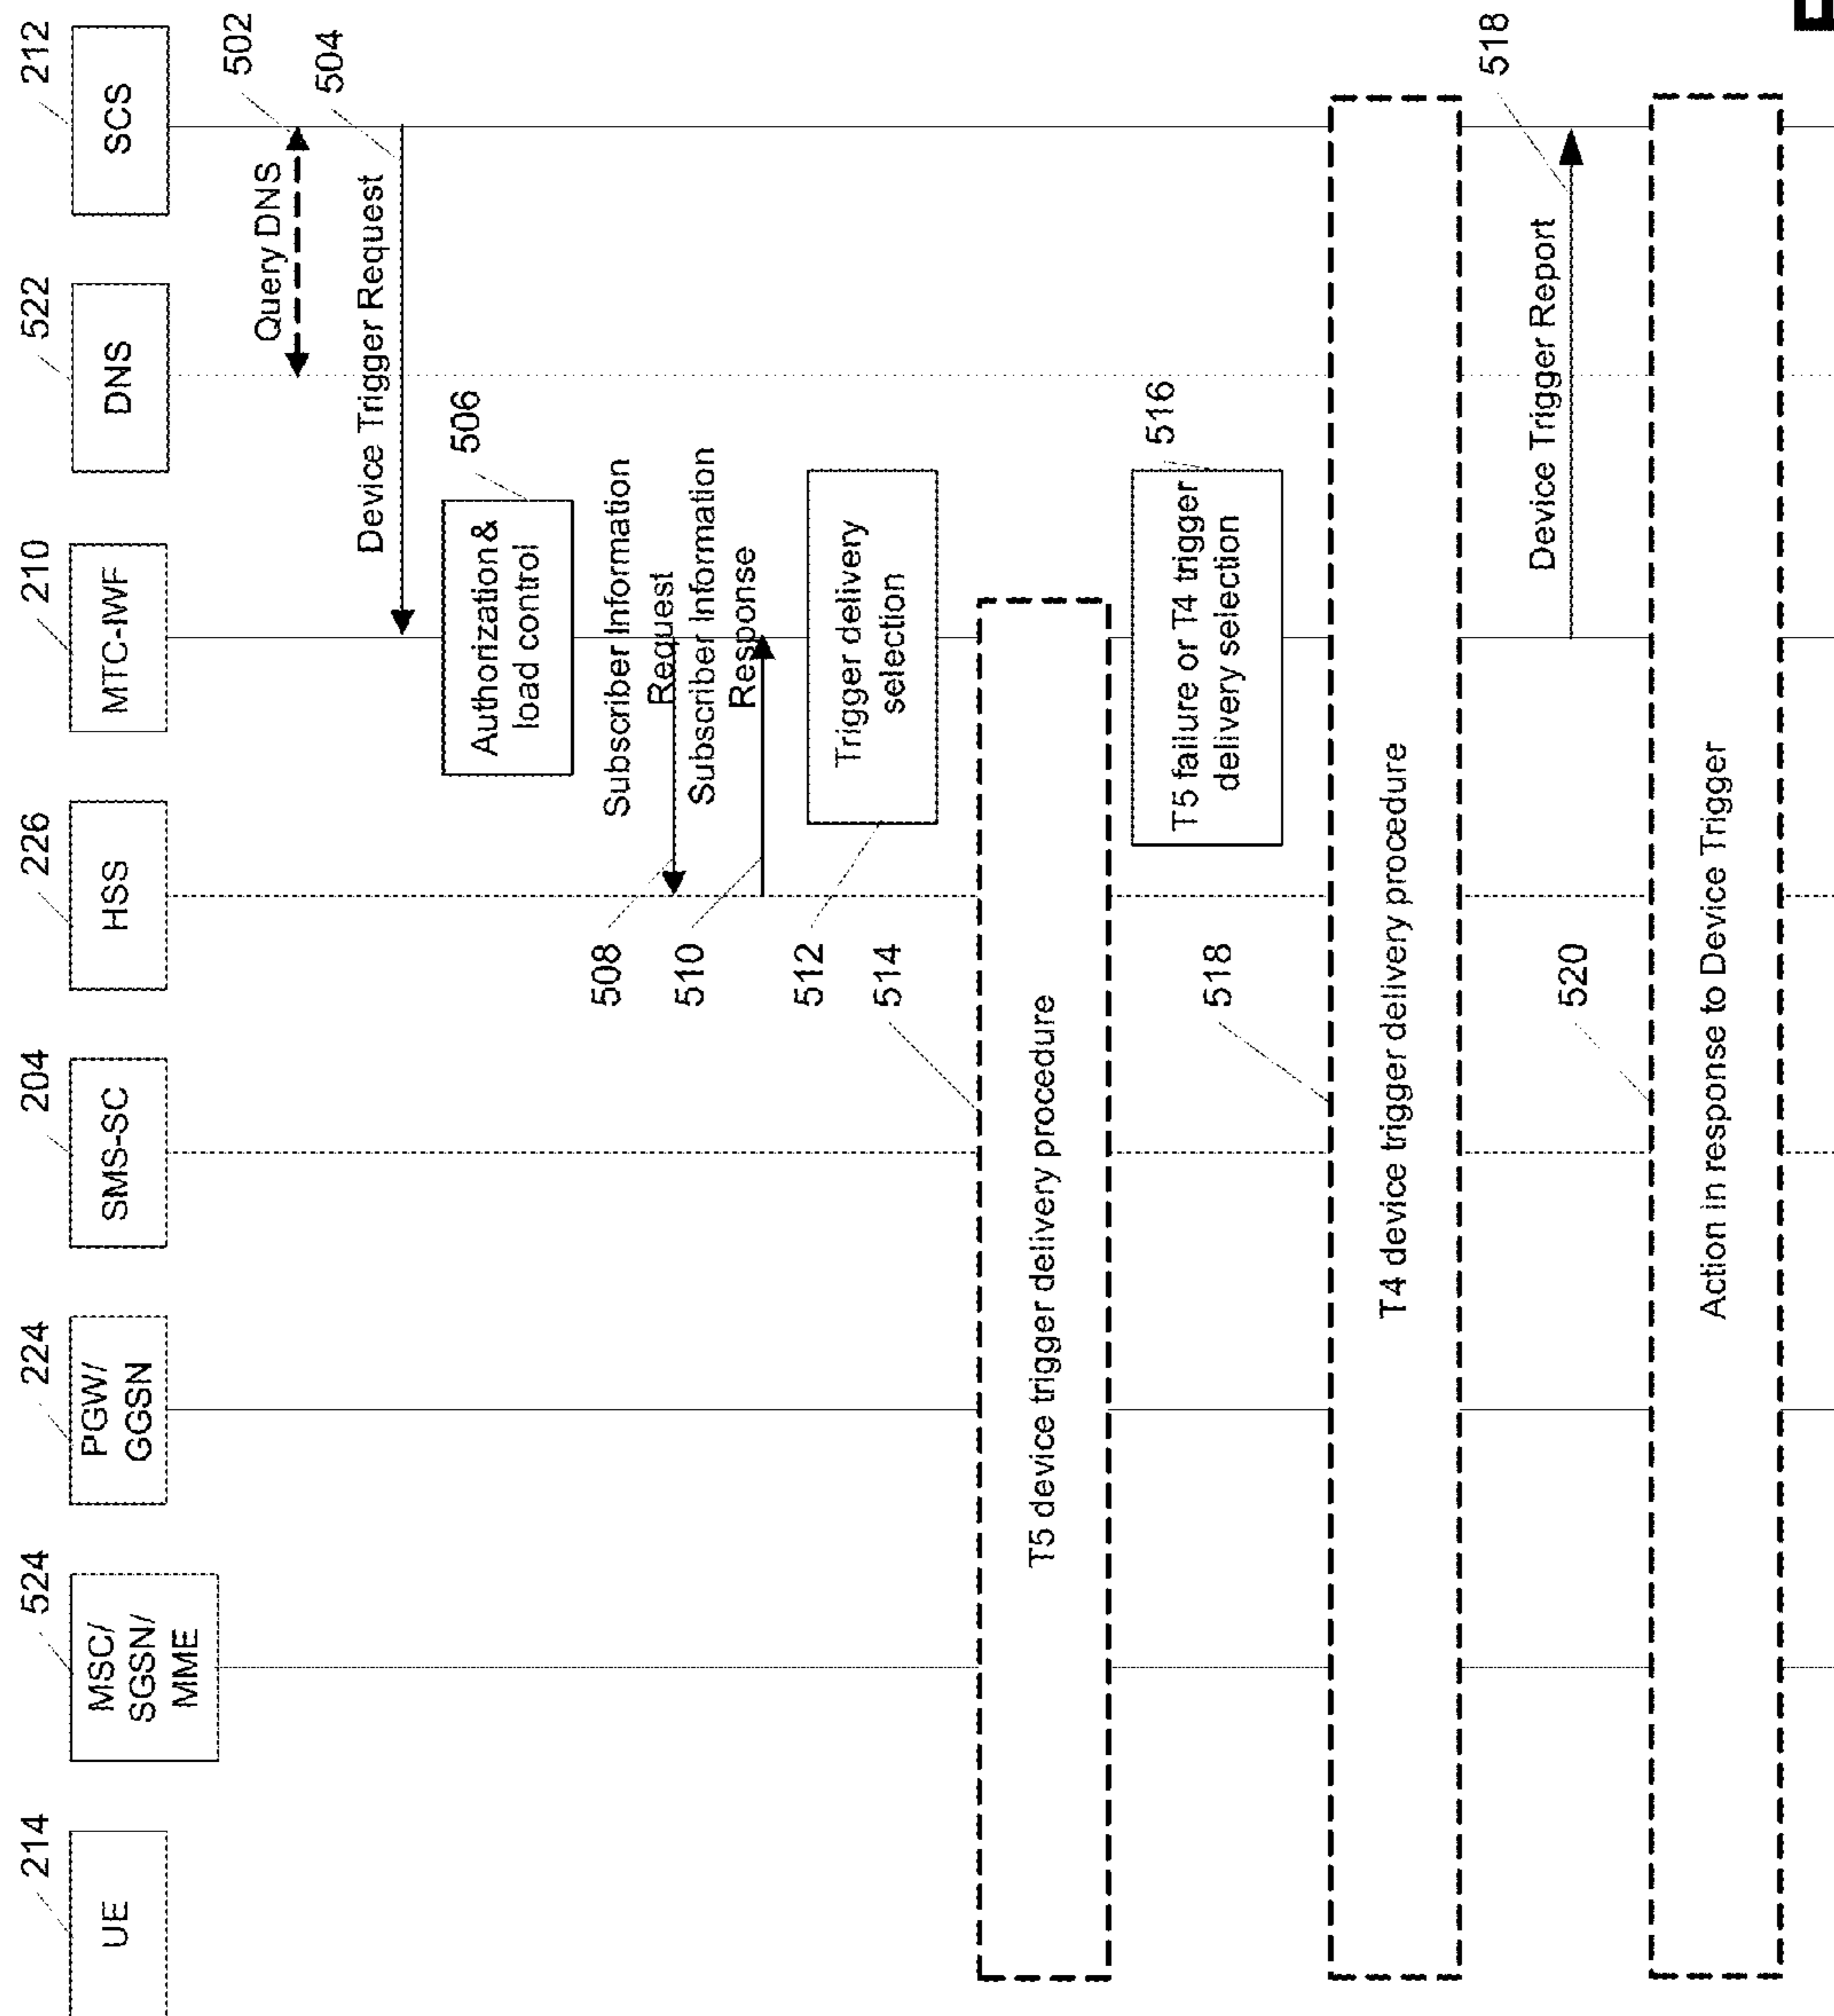 214
UE
524
MSC/
SGSN/
MME
224
PGW/
GGSN
204
SMS-SC
226
HSS
210
MTC-IWF
522
DNS
212
SCS
Query DNS
502
Device Trigger Request
504
Authorization&
load control
506
Subscriber Information
Request
508
Subscriber Information
Response
510
Trigger delivery
selection
512
514
T5 device trigger delivery procedure
T5 failure or T4 trigger
delivery selection
516
518
T4 device trigger delivery procedure
Device Trigger Report
518
520
Action in response to Device Trigger